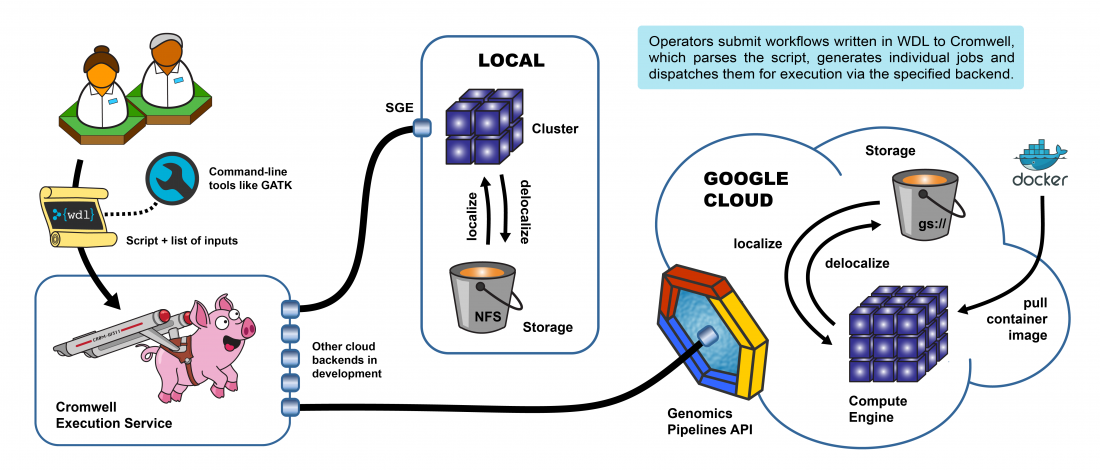 Operators submit workflows written in WDL to Cromwell,
which parses the script, generates individual jobs and
dispatches them for execution via the specified backend.
LOCAL
SGE
Cluster
localize
delocalize
NFS
Storage
Command-line
tools like GATK
{wdl}
Script + list of inputs
Other cloud
backends in
development
Cromwell
Execution Service
GOOGLE
CLOUD
Storage
gs://
docker
localize
delocalize
pull
container
image
Genomics
Pipelines API
Compute
Engine